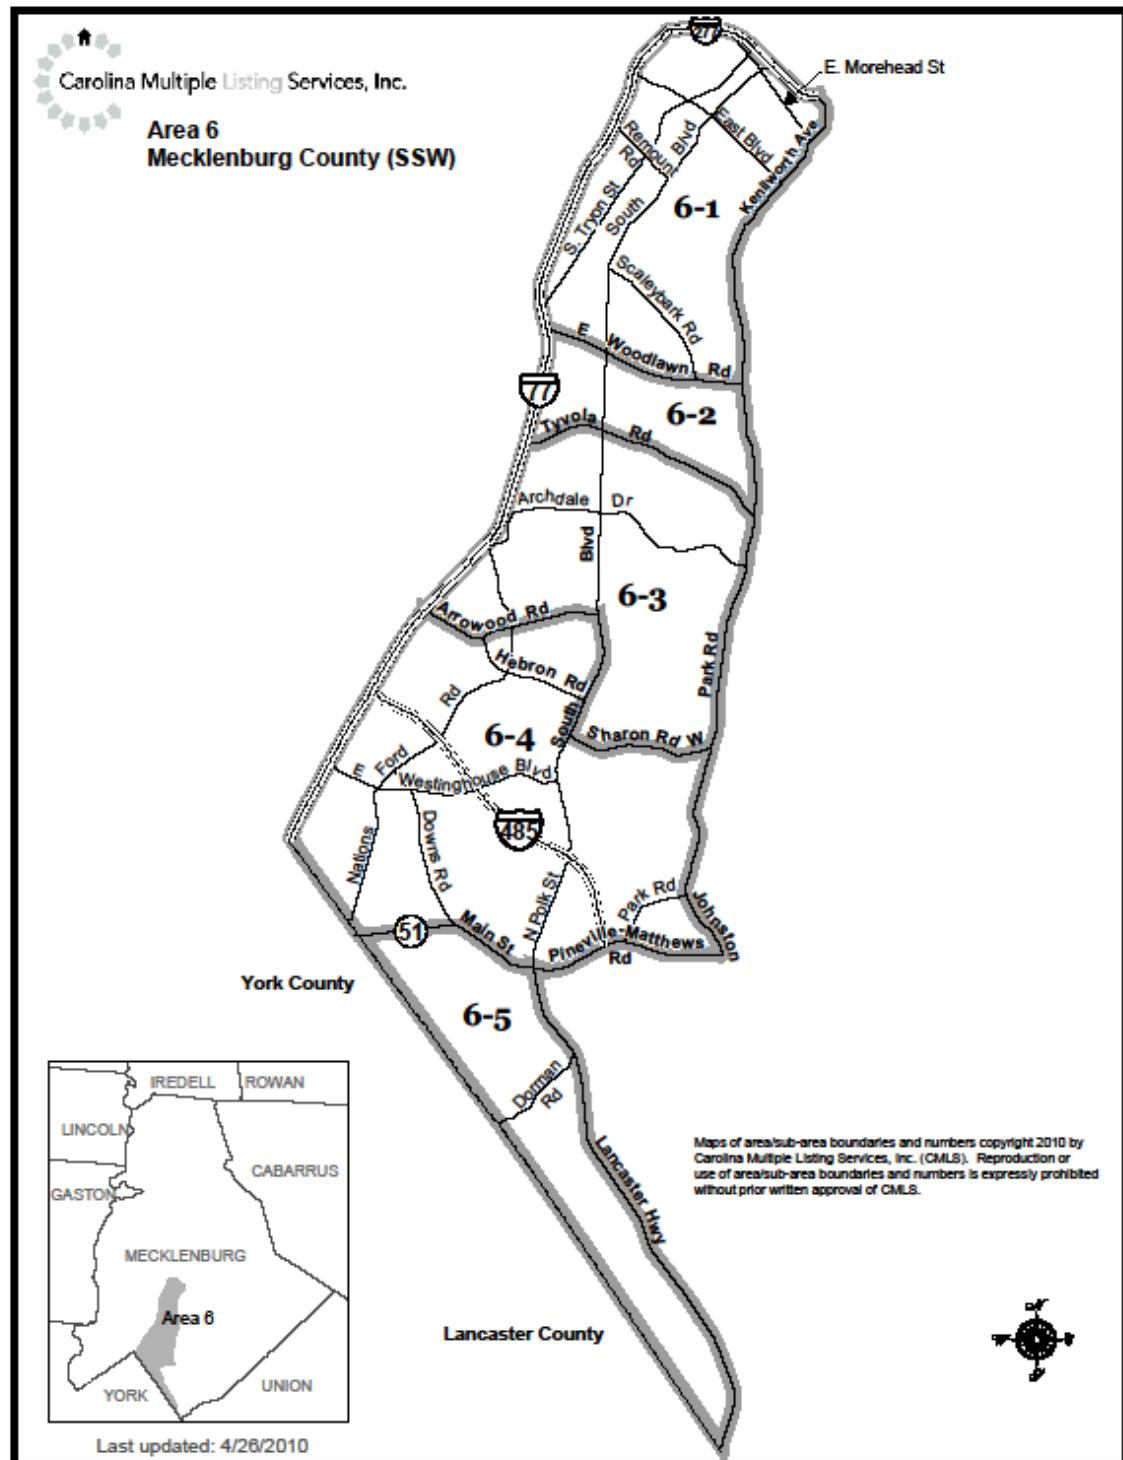 277
E. Morehead St
Carolina Multiple Listing Services, Inc.
Area 6
Mecklenburg County (SSW)
East Blvd
Kenilworth Ave
Remount
Rd
Blvd
6-1
S. Tryon St
South
Scaleybark Rd
E Woodlawn Rd
77
6-2
Tyvola Rd
Archdale Dr
Blvd
6-3
Arrowood Rd
Hebron Rd
Park Rd
Rd
South
6-4
Sharon Rd W
E
Ford
Westinghouse Blvd
485
Nations
Downs Rd
N Polk St
Park Rd
Johnston
51
Main St
Pineville-Matthews
Rd
York County
6-5
Dorman
Rd
IREDELL
ROWAN
LINCOLN
CABARRUS
GASTON
MECKLENBURG
Area 6
YORK
UNION
Last updated: 4/26/2010
Maps of area/sub-area boundaries and numbers copyright 2010 by
Carolina Multiple Listing Services, Inc. (CMLS). Reproduction or
use of area/sub-area boundaries and numbers is expressly prohibited
without prior written approval of CMLS.
Lancaster Hwy
Lancaster County